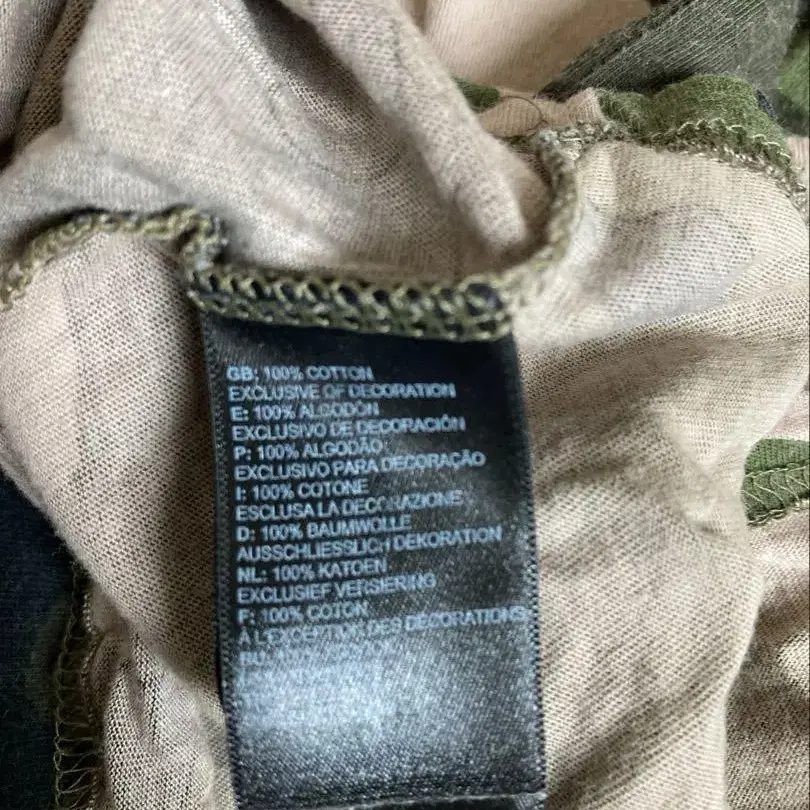 GB: 100% COTTON
EXCLUSIVE OF DECORATION
E: 100% ALGODÓN
EXCLUSIVO DE DECORACIÓN
P: 100% ALGODÃO
EXCLUSIVO PARA DECORAÇÃO
I: 100% COTONE
ESCLUSA LA DECORAZIONE
D: 100% BAUMWOLLE
AUSSCHLIESSLICH DEKORATION
NL: 100% KATOEN
EXCLUSIEF VERSIERING
F: 100% COTON
À L'EXCEPTION DES DECORATIONS